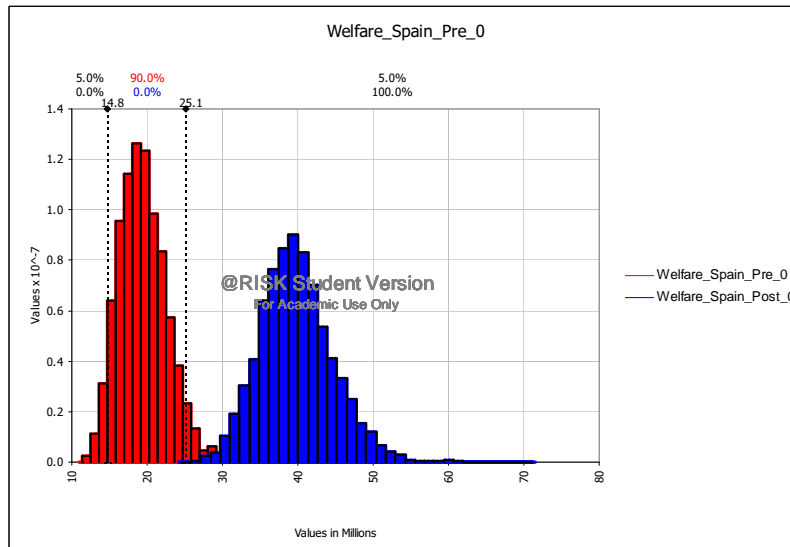 Welfare_Spain_Pre_0
5.0% 90.0% 5.0%
0.0% 0.0% 100.0%
14.8 25.1
1.4
1.2
1.0
0.8
0.6
0.4
0.2
0.0
Values x 10^-7
@RISK Student Version
For Academic Use Only
10 20 30 40 50 60 70 80
Values in Millions
Welfare_Spain_Pre_0
Welfare_Spain_Post_0